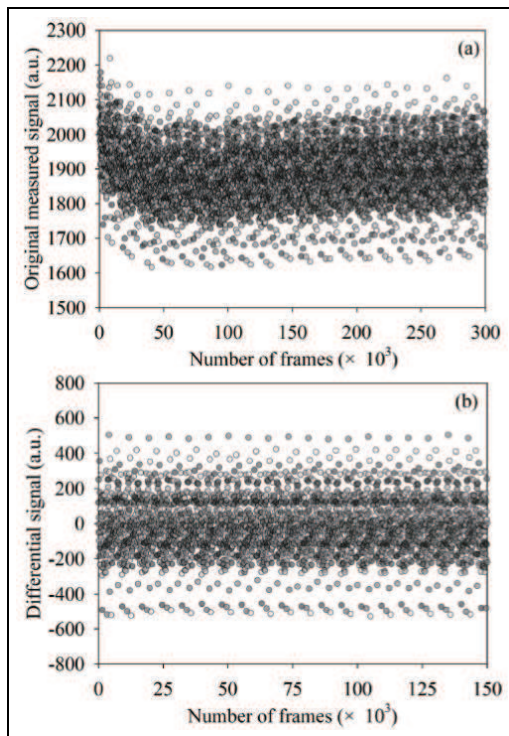 (a)
Original measured signal (a.u.)
2300
2200
2100
2000
1900
1800
1700
1600
1500
0 50 100 150 200 250 300
Number of frames (× 10³)
(b)
Differential signal (a.u.)
800
600
400
200
0
-200
-400
-600
-800
0 25 50 75 100 125 150
Number of frames (× 10³)